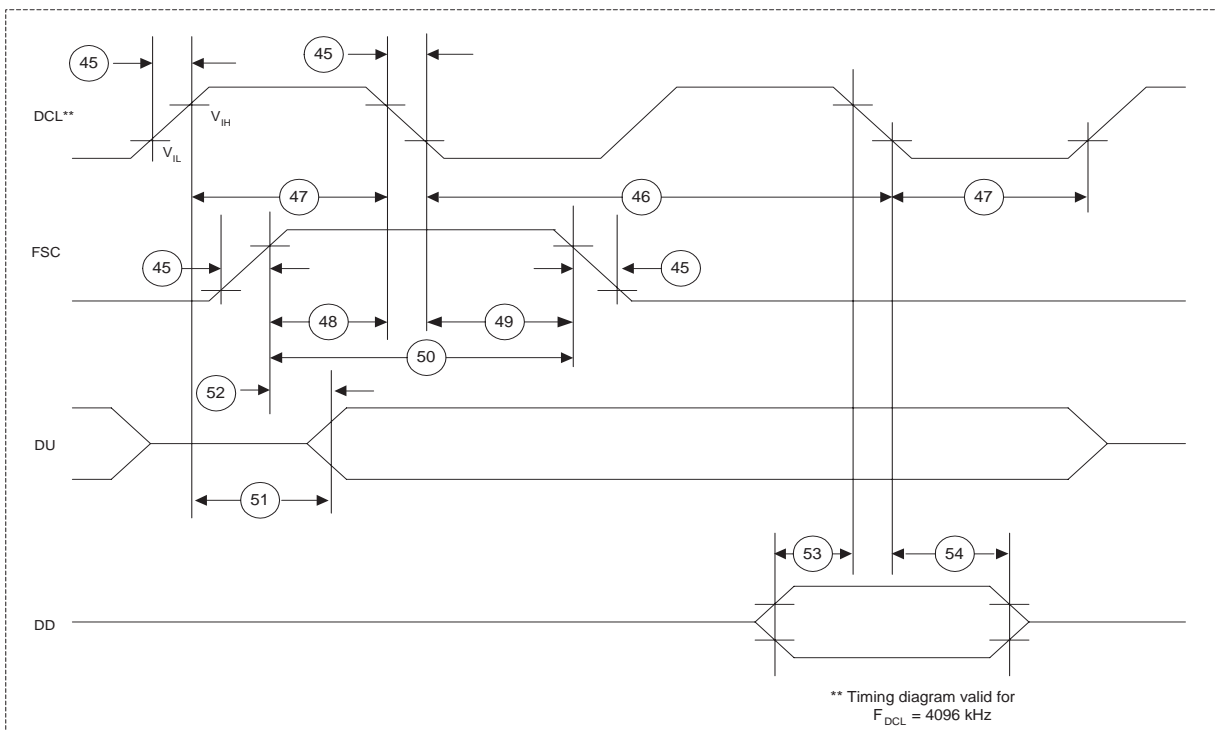 45
45
DCL**
V_IH
V_IL
47
46
47
FSC
45
45
48
49
50
52
DU
51
53
54
DD
** Timing diagram valid for
F_DCL = 4096 kHz